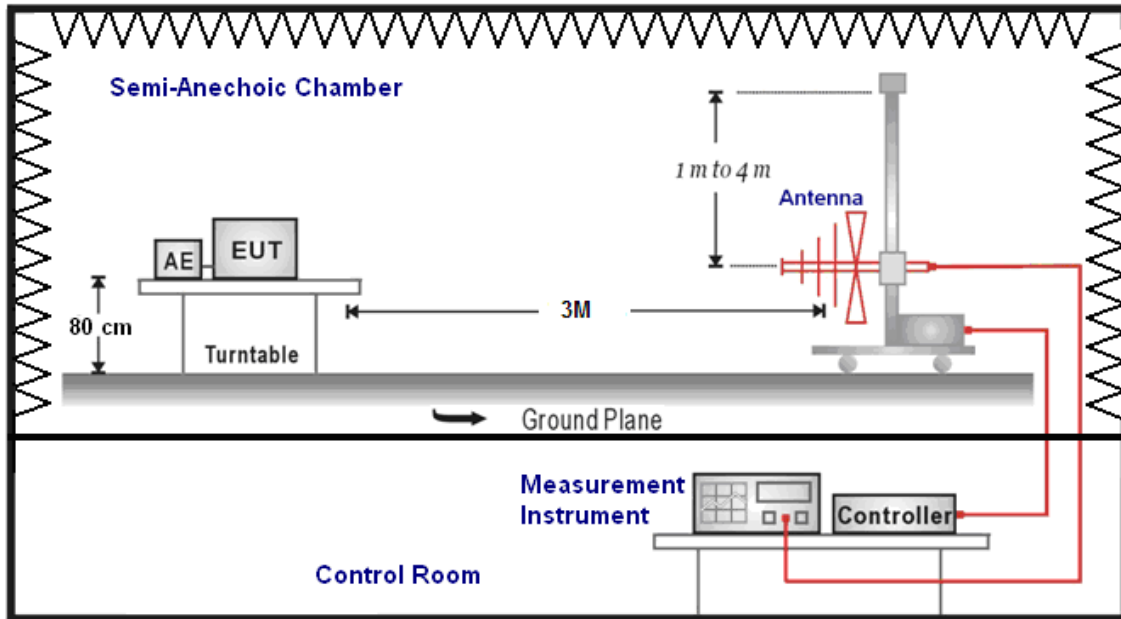 Semi-Anechoic Chamber
1 m to 4 m
Antenna
AE
EUT
80 cm
3M
Turntable
Ground Plane
Measurement
Instrument
Controller
Control Room